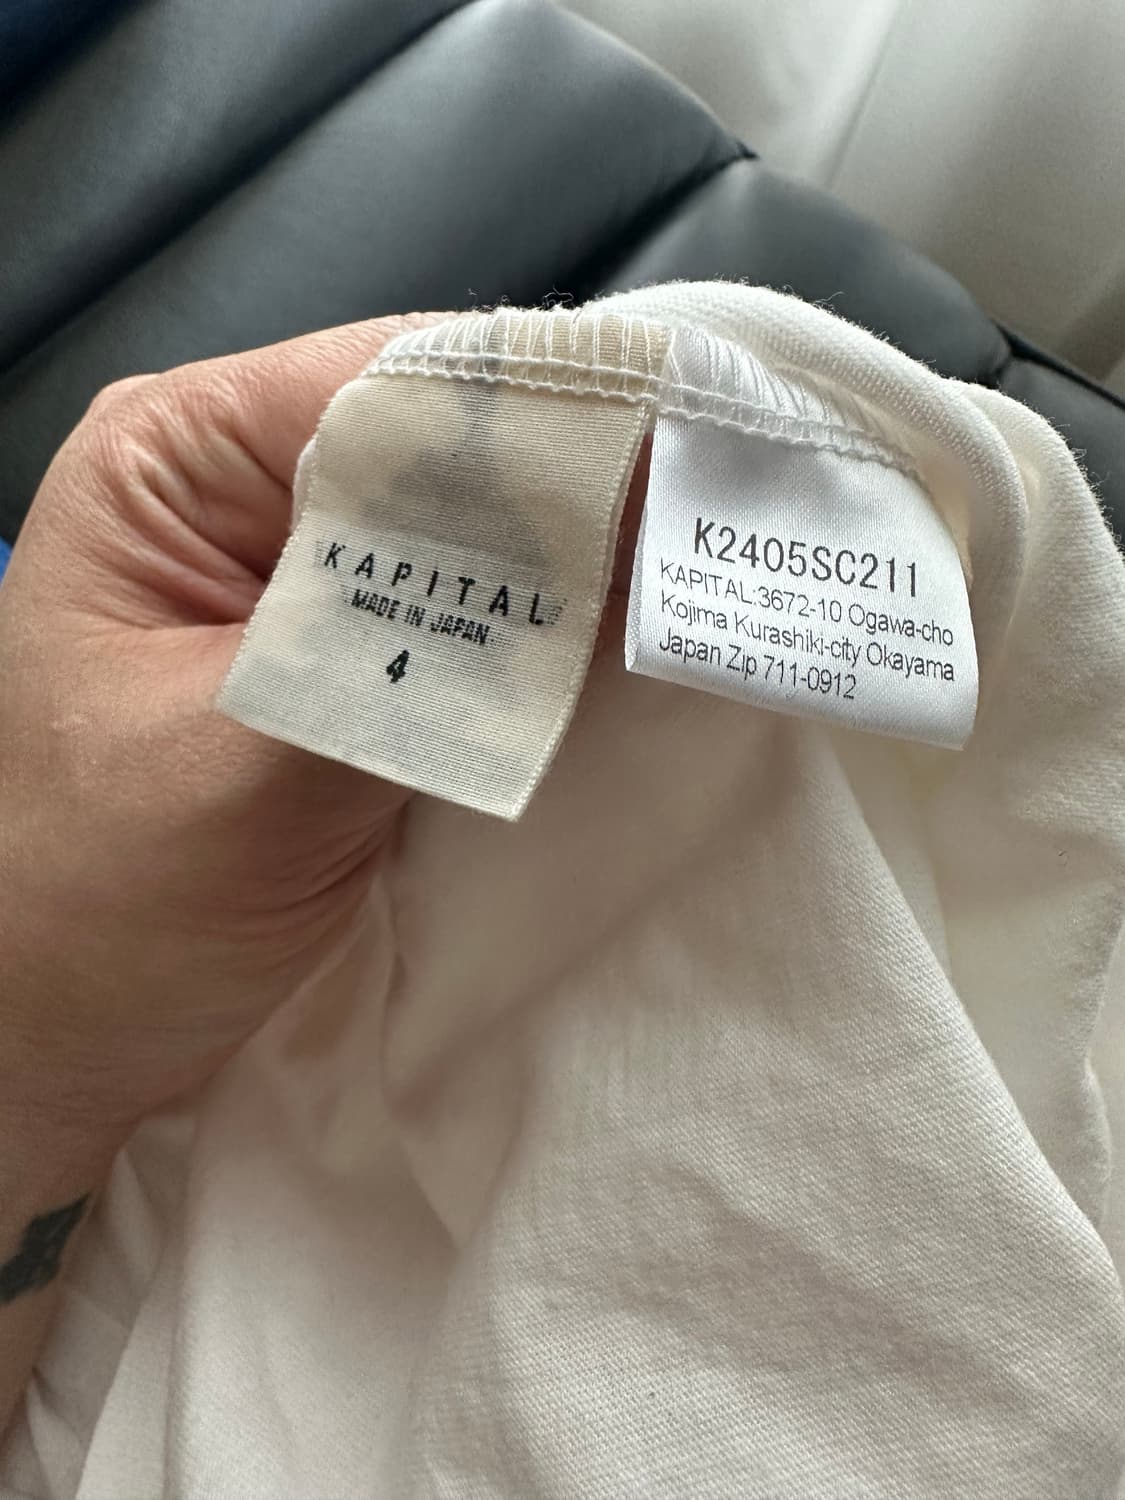 KAPITAL
MADE IN JAPAN
4
K2405SC211
KAPITAL:3672-10 Ogawa-cho
Kojima Kurashiki-city Okayama
Japan Zip 711-0912